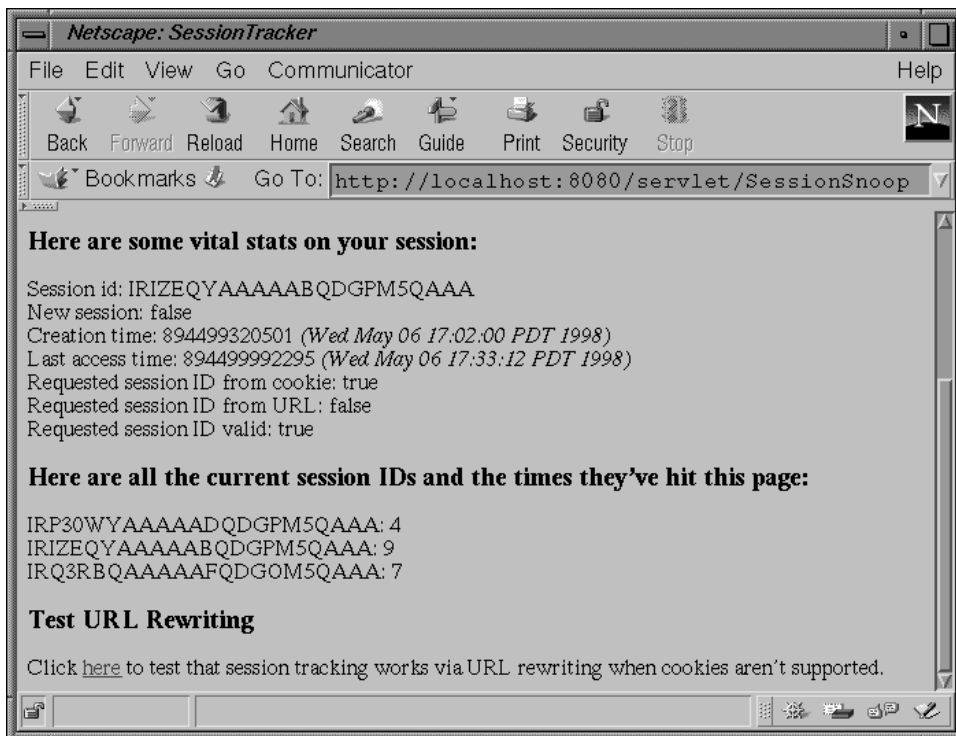 Netscape: SessionTracker
File Edit View Go Communicator Help
Back Forward Reload Home Search Guide Print Security Stop
N
Bookmarks Go To: http://localhost:8080/servlet/SessionSnoop
Here are some vital stats on your session:
Session id: IRIZEQYAAAAABQDGPM5QAAA
New session: false
Creation time: 894499320501 (Wed May 06 17:02:00 PDT 1998)
Last access time: 894499992295 (Wed May 06 17:33:12 PDT 1998)
Requested session ID from cookie: true
Requested session ID from URL: false
Requested session ID valid: true
Here are all the current session IDs and the times they've hit this page:
IRP30WYAAAAADQDGPM5QAAA: 4
IRIZEQYAAAAABQDGPM5QAAA: 9
IRQ3RBQAAAAAFQDGOM5QAAA: 7
Test URL Rewriting
Click here to test that session tracking works via URL rewriting when cookies aren't supported.